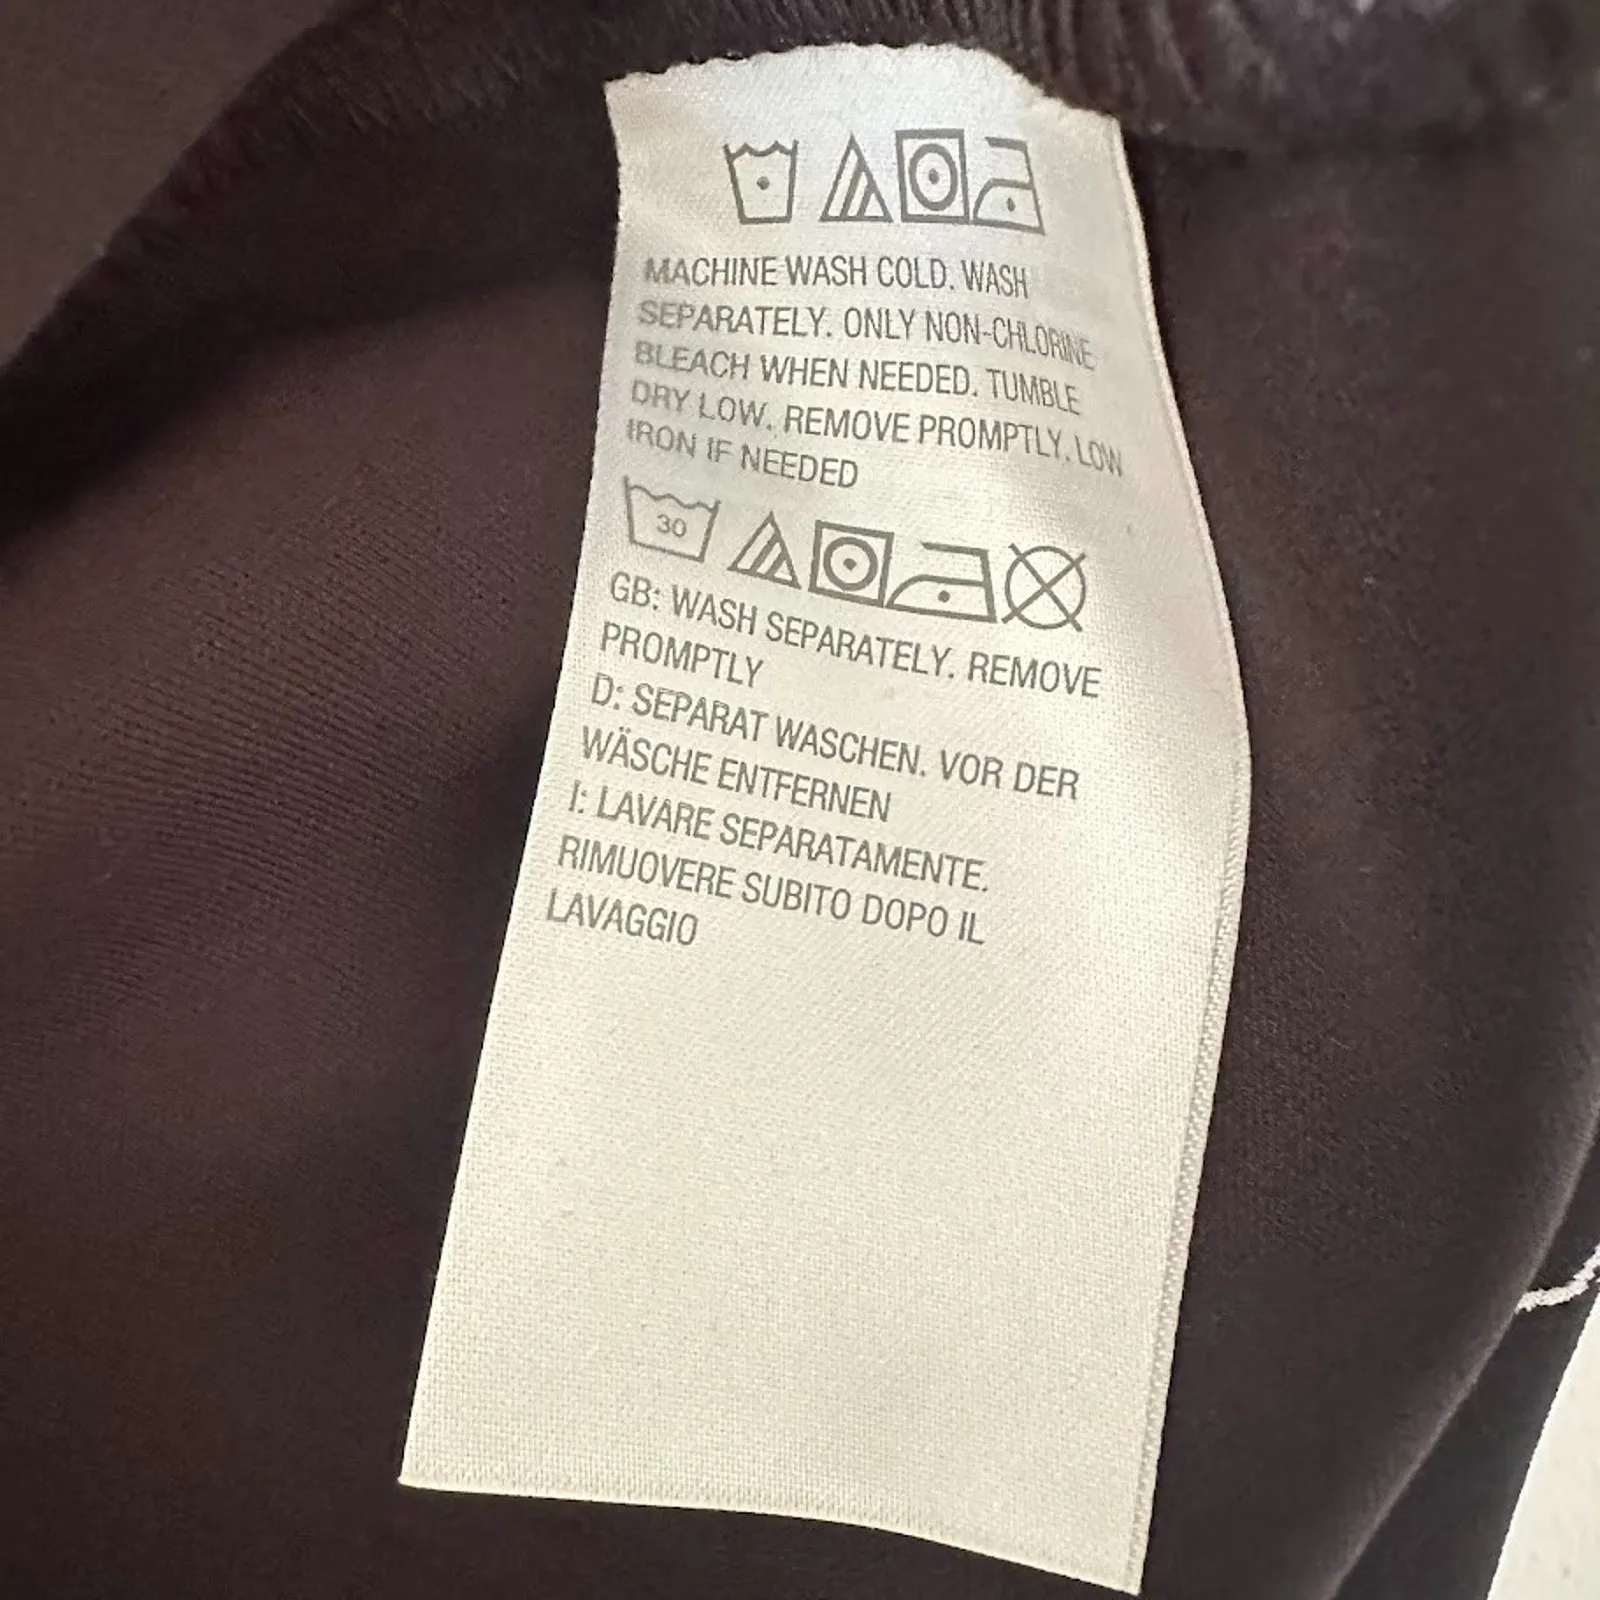 MACHINE WASH COLD. WASH
SEPARATELY. ONLY NON-CHLORINE
BLEACH WHEN NEEDED. TUMBLE
DRY LOW. REMOVE PROMPTLY. LOW
IRON IF NEEDED
30
GB: WASH SEPARATELY. REMOVE
PROMPTLY
D: SEPARAT WASCHEN. VOR DER
WÄSCHE ENTFERNEN
I: LAVARE SEPARATAMENTE.
RIMUOVERE SUBITO DOPO IL
LAVAGGIO